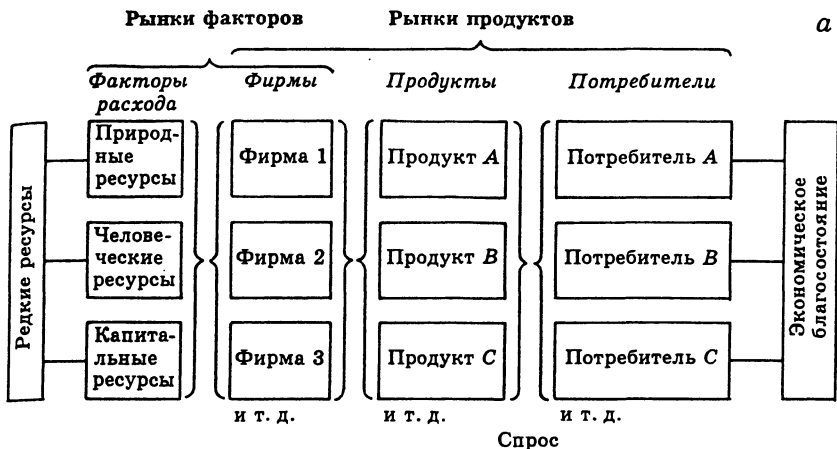 Рынки факторов
Рынки продуктов
а
Факторы
расхода
Фирмы
Продукты
Потребители
Редкие ресурсы
Природ-
ные
ресурсы
Фирма 1
Продукт A
Потребитель A
Человече-
ческие
ресурсы
Фирма 2
Продукт B
Потребитель B
Капита-
льные
ресурсы
Фирма 3
Продукт C
Потребитель C
Экономическое
благосостояние
и т. д.
и т. д.
и т. д.
Спрос